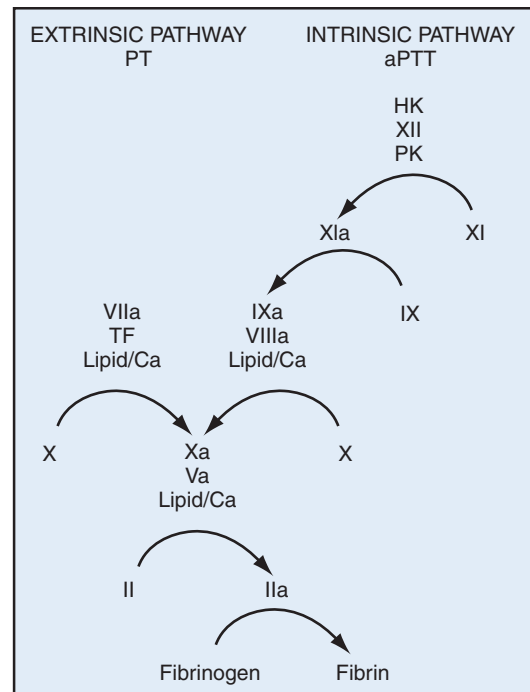 EXTRINSIC PATHWAY
PT
INTRINSIC PATHWAY
aPTT
HK
XII
PK
XIa
XI
VIIa
TF
Lipid/Ca
IXa
VIIIa
Lipid/Ca
IX
X
Xa
Va
Lipid/Ca
X
II
IIa
Fibrinogen
Fibrin